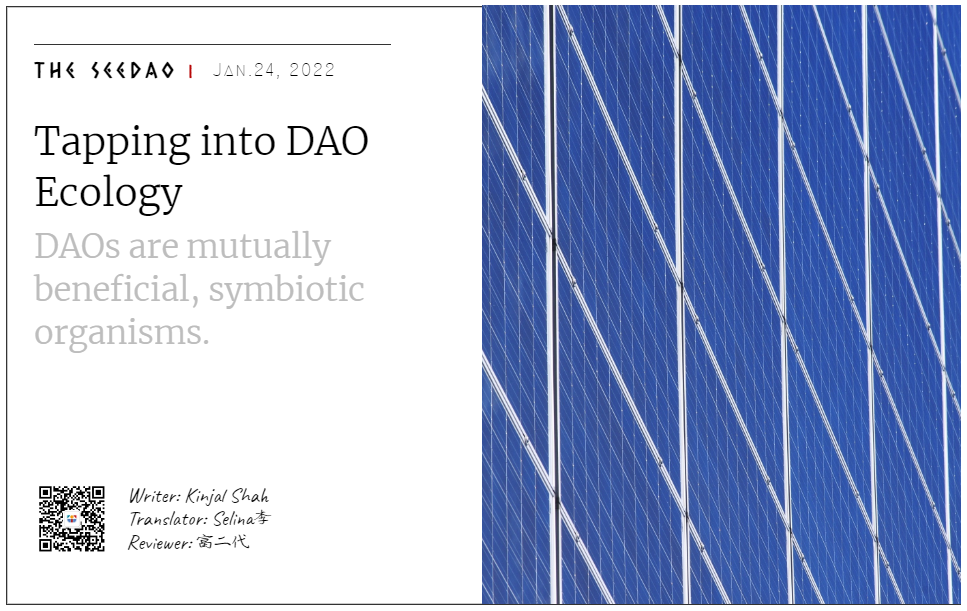 THE SEEDAO | JAN.24, 2022
Tapping into DAO
Ecology
DAOs are mutually
beneficial, symbiotic
organisms.
Writer: Kinjal Shah
Translator: Selina李
Reviewer: 富二代